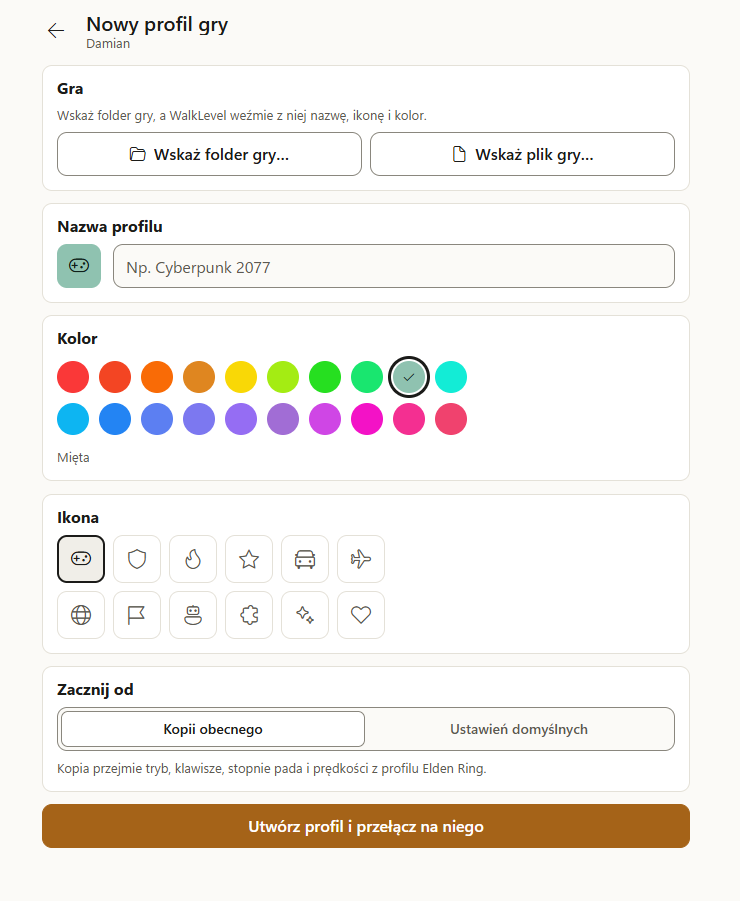 Nowy profil gry
Damian
Gra
Wskaż folder gry, a WalkLevel weźmie z niej nazwę, ikonę i kolor.
Wskaż folder gry...
Wskaż plik gry...
Nazwa profilu
Np. Cyberpunk 2077
Kolor
Mięta
Ikona
Zacznij od
Kopii obecnego
Ustawień domyślnych
Kopia przejmie tryb, klawisze, stopnie pada i prędkości z profilu Elden Ring.
Utwórz profil i przełącz na niego